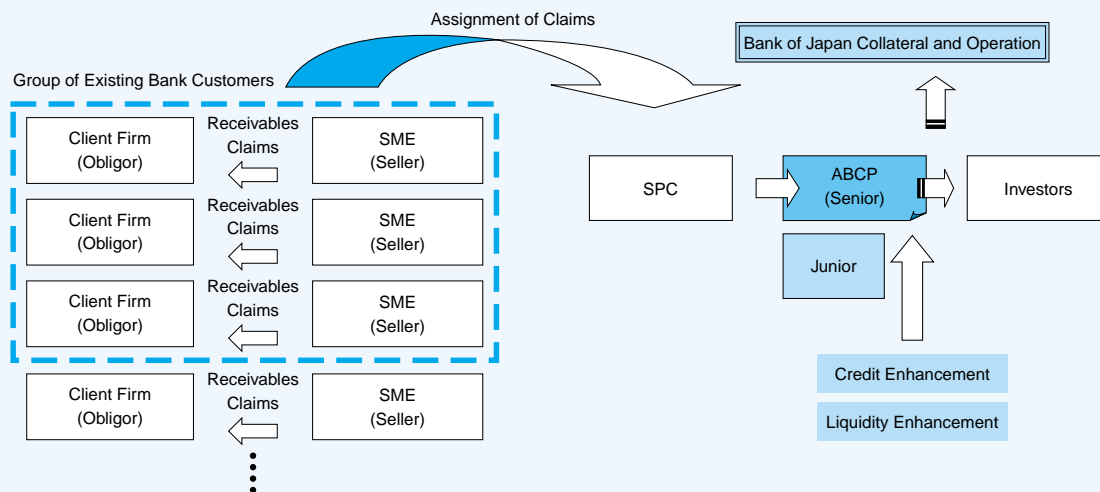 Assignment of Claims
Bank of Japan Collateral and Operation
Group of Existing Bank Customers
Client Firm
(Obligor)
Receivables
Claims
SME
(Seller)
SPC
ABCP
(Senior)
Investors
Client Firm
(Obligor)
Receivables
Claims
SME
(Seller)
Junior
Client Firm
(Obligor)
Receivables
Claims
SME
(Seller)
Credit Enhancement
Client Firm
(Obligor)
Receivables
Claims
SME
(Seller)
Liquidity Enhancement